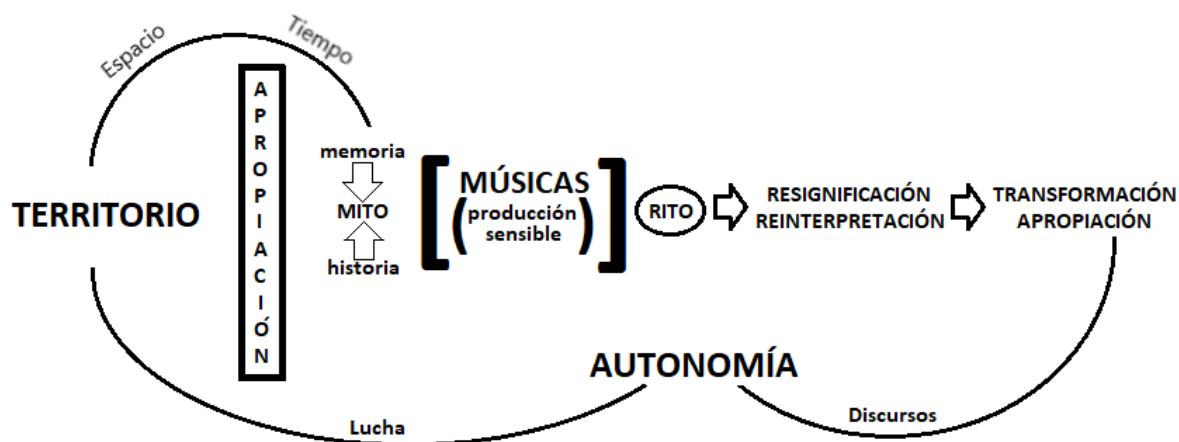 Espacio
Tiempo
TERRITORIO
APROPIACIÓN
memoria
MITO
historia
MÚSICAS
(producción
sensible)
RITO
RESIGNIFICACIÓN
REINTERPRETACIÓN
TRANSFORMACIÓN
APROPIACIÓN
AUTONOMÍA
Lucha
Discursos